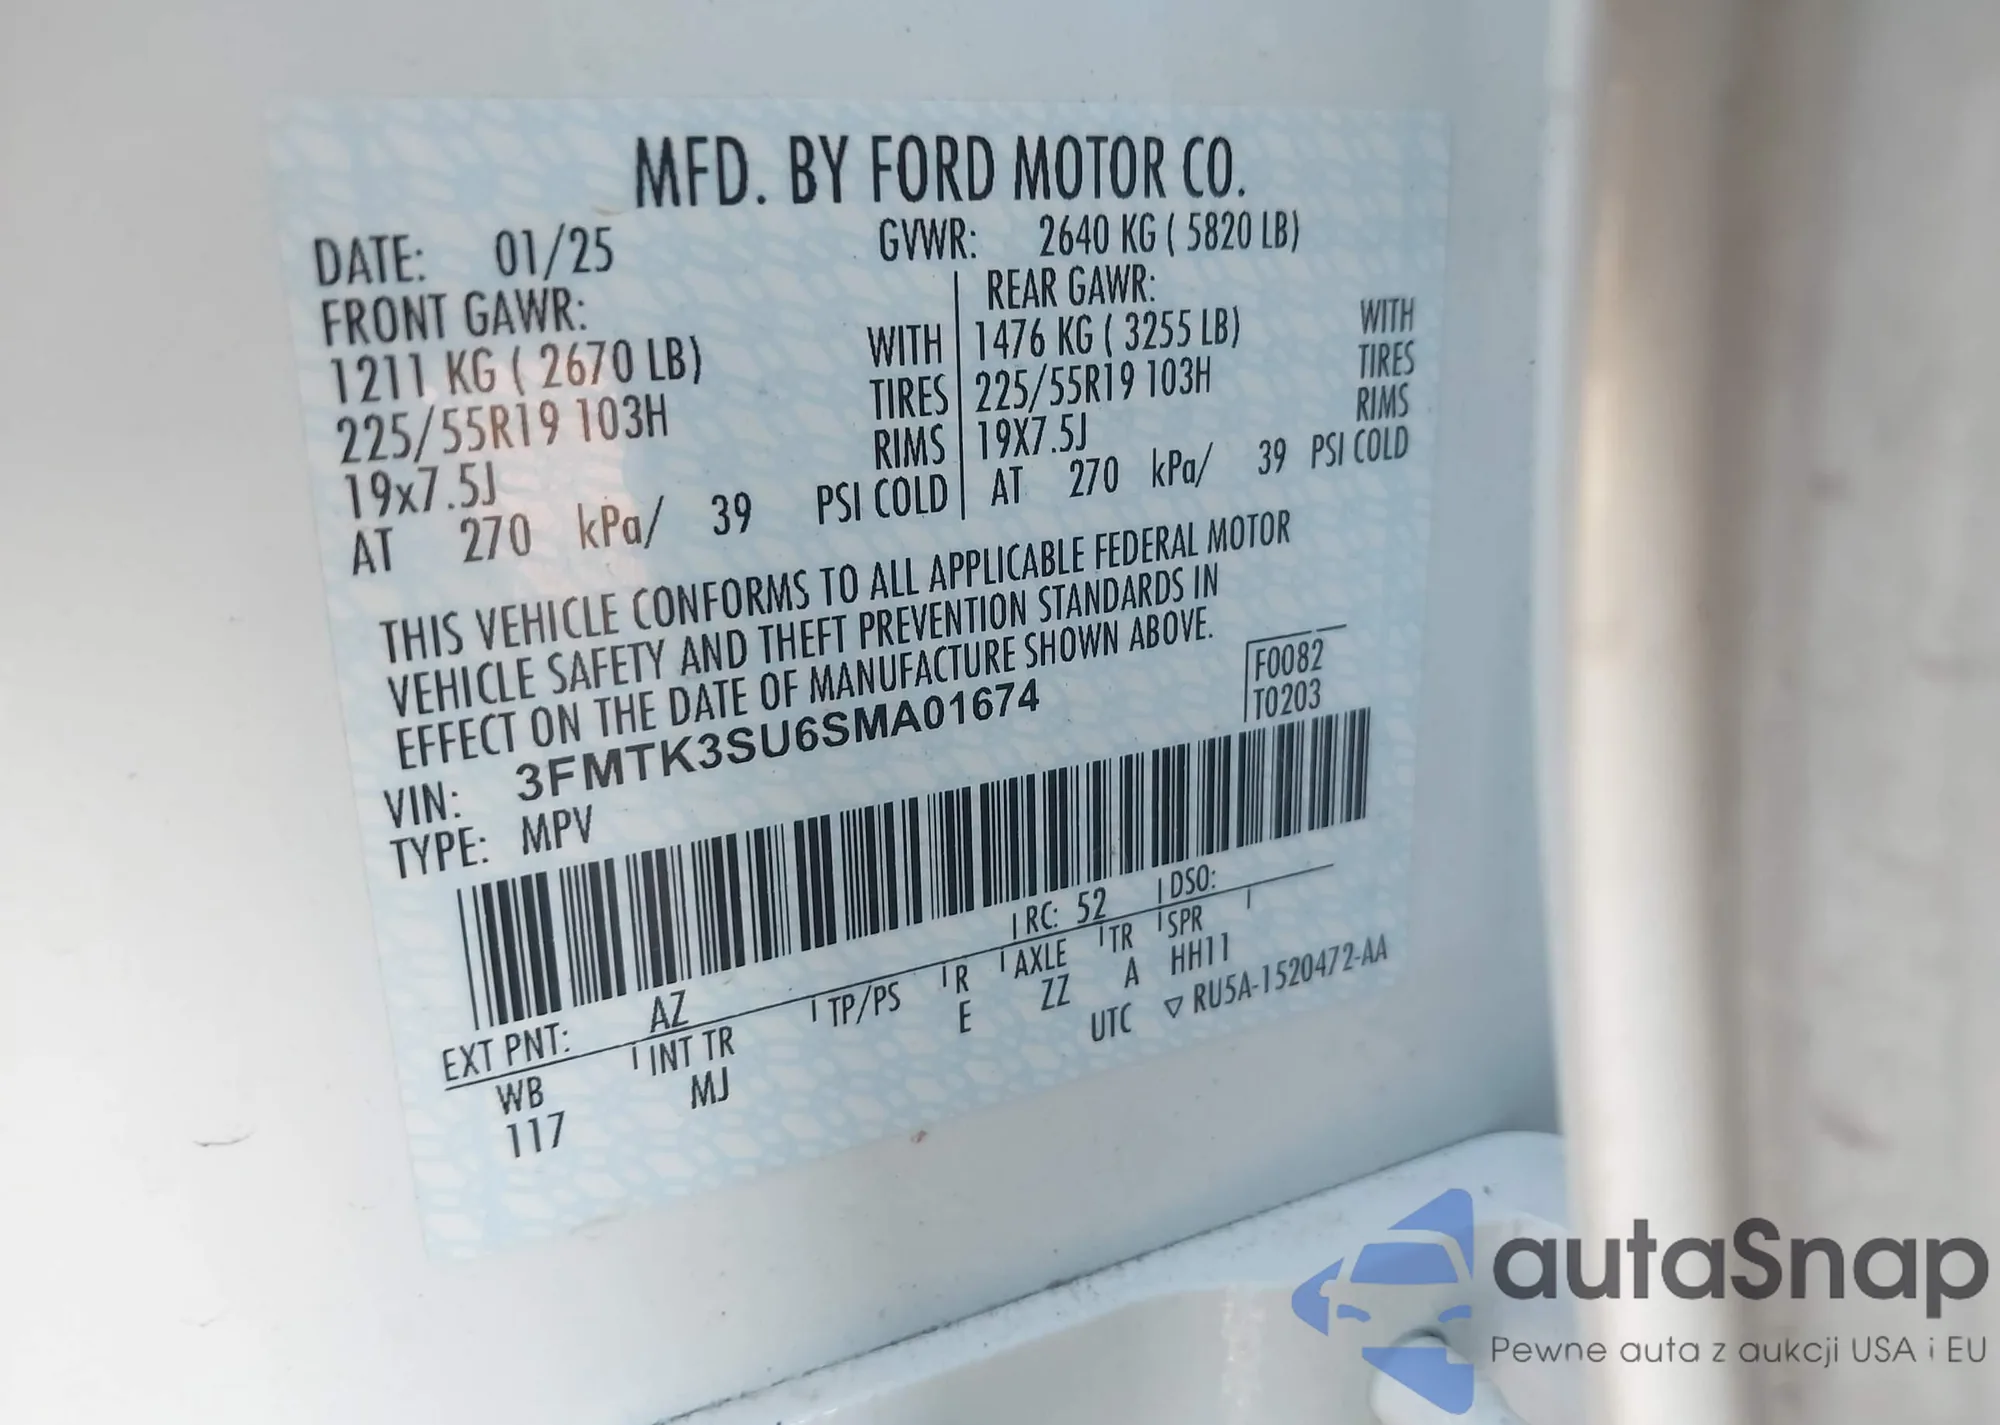 MFD. BY FORD MOTOR CO.
DATE: 01/25 GVWR: 2640 KG ( 5820 LB)
FRONT GAWR: REAR GAWR:
1211 KG ( 2670 LB) WITH 1476 KG ( 3255 LB) WITH
225/55R19 103H TIRES 225/55R19 103H TIRES
19x7.5J RIMS 19X7.5J RIMS
AT 270 kPa/ 39 PSI COLD AT 270 kPa/ 39 PSI COLD
THIS VEHICLE CONFORMS TO ALL APPLICABLE FEDERAL MOTOR
VEHICLE SAFETY AND THEFT PREVENTION STANDARDS IN
EFFECT ON THE DATE OF MANUFACTURE SHOWN ABOVE.
VIN: 3FMTK3SU6SMA01674 F0082
TYPE: MPV T0203
EXT PNT: AZ RC: 52 DSO:
WB INT TR TP/PS R AXLE TR SPR
117 MJ E ZZ A HH11
UTC ▽ RU5A-1520472-AA
autaSnap
Pewne auta z aukcji USA i EU